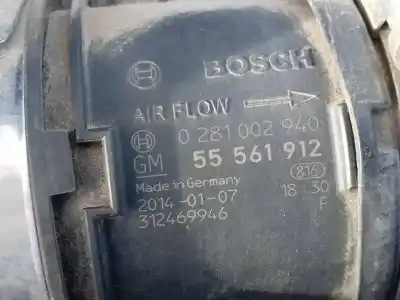 BOSCH
AIR FLOW
0 281 002 940
GM 55 561 912
Made in Germany 816
2014-01-07 18 30
312469946 F